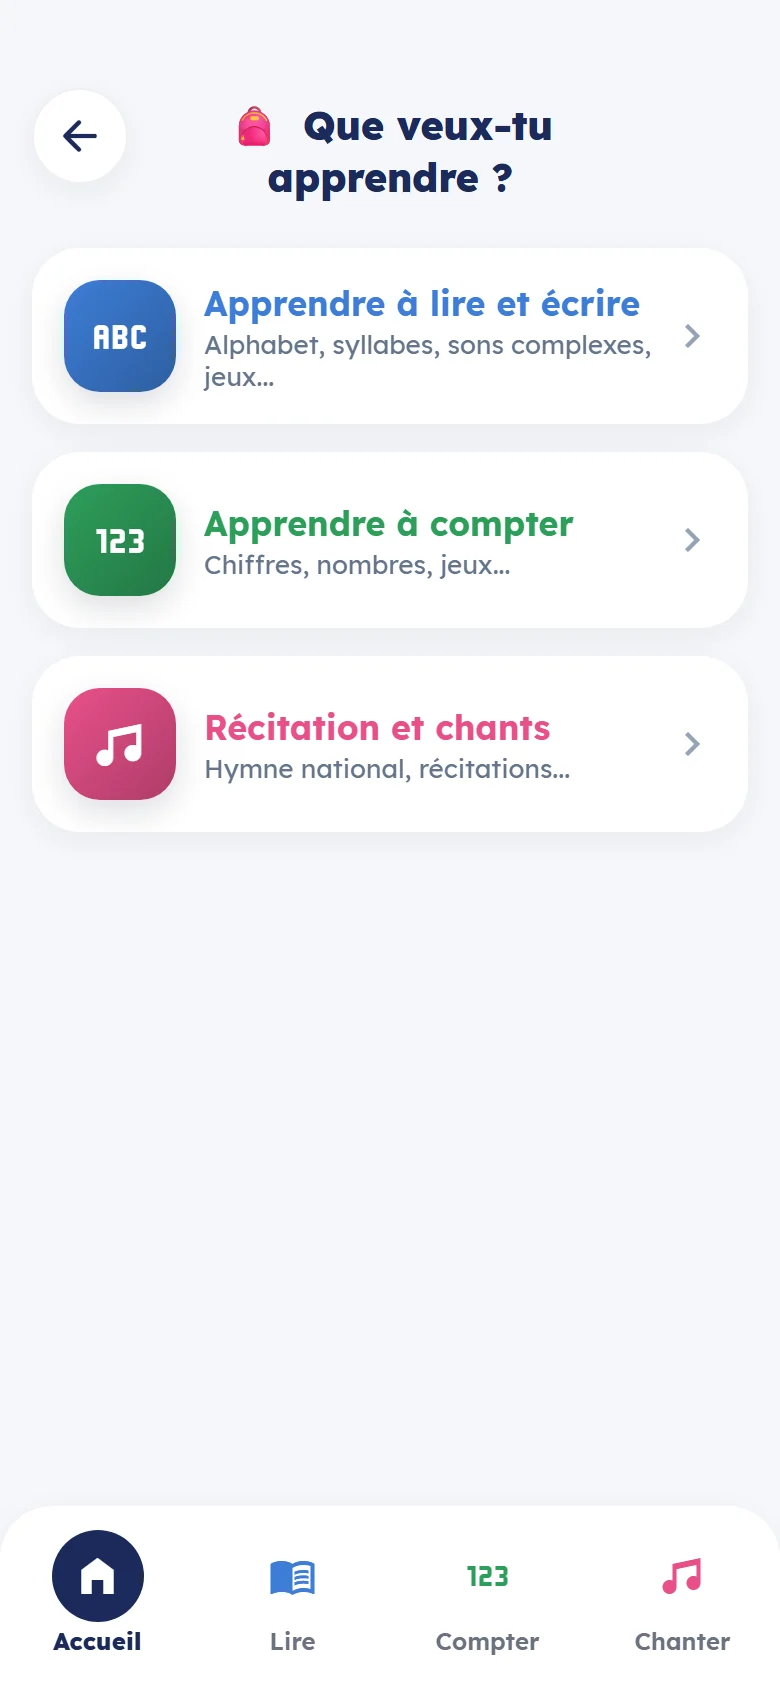 Que veux-tu
apprendre ?
ABC
Apprendre à lire et écrire
Alphabet, syllabes, sons complexes,
jeux...
123
Apprendre à compter
Chiffres, nombres, jeux...
Récitation et chants
Hymne national, récitations...
123
Accueil
Lire
Compter
Chanter